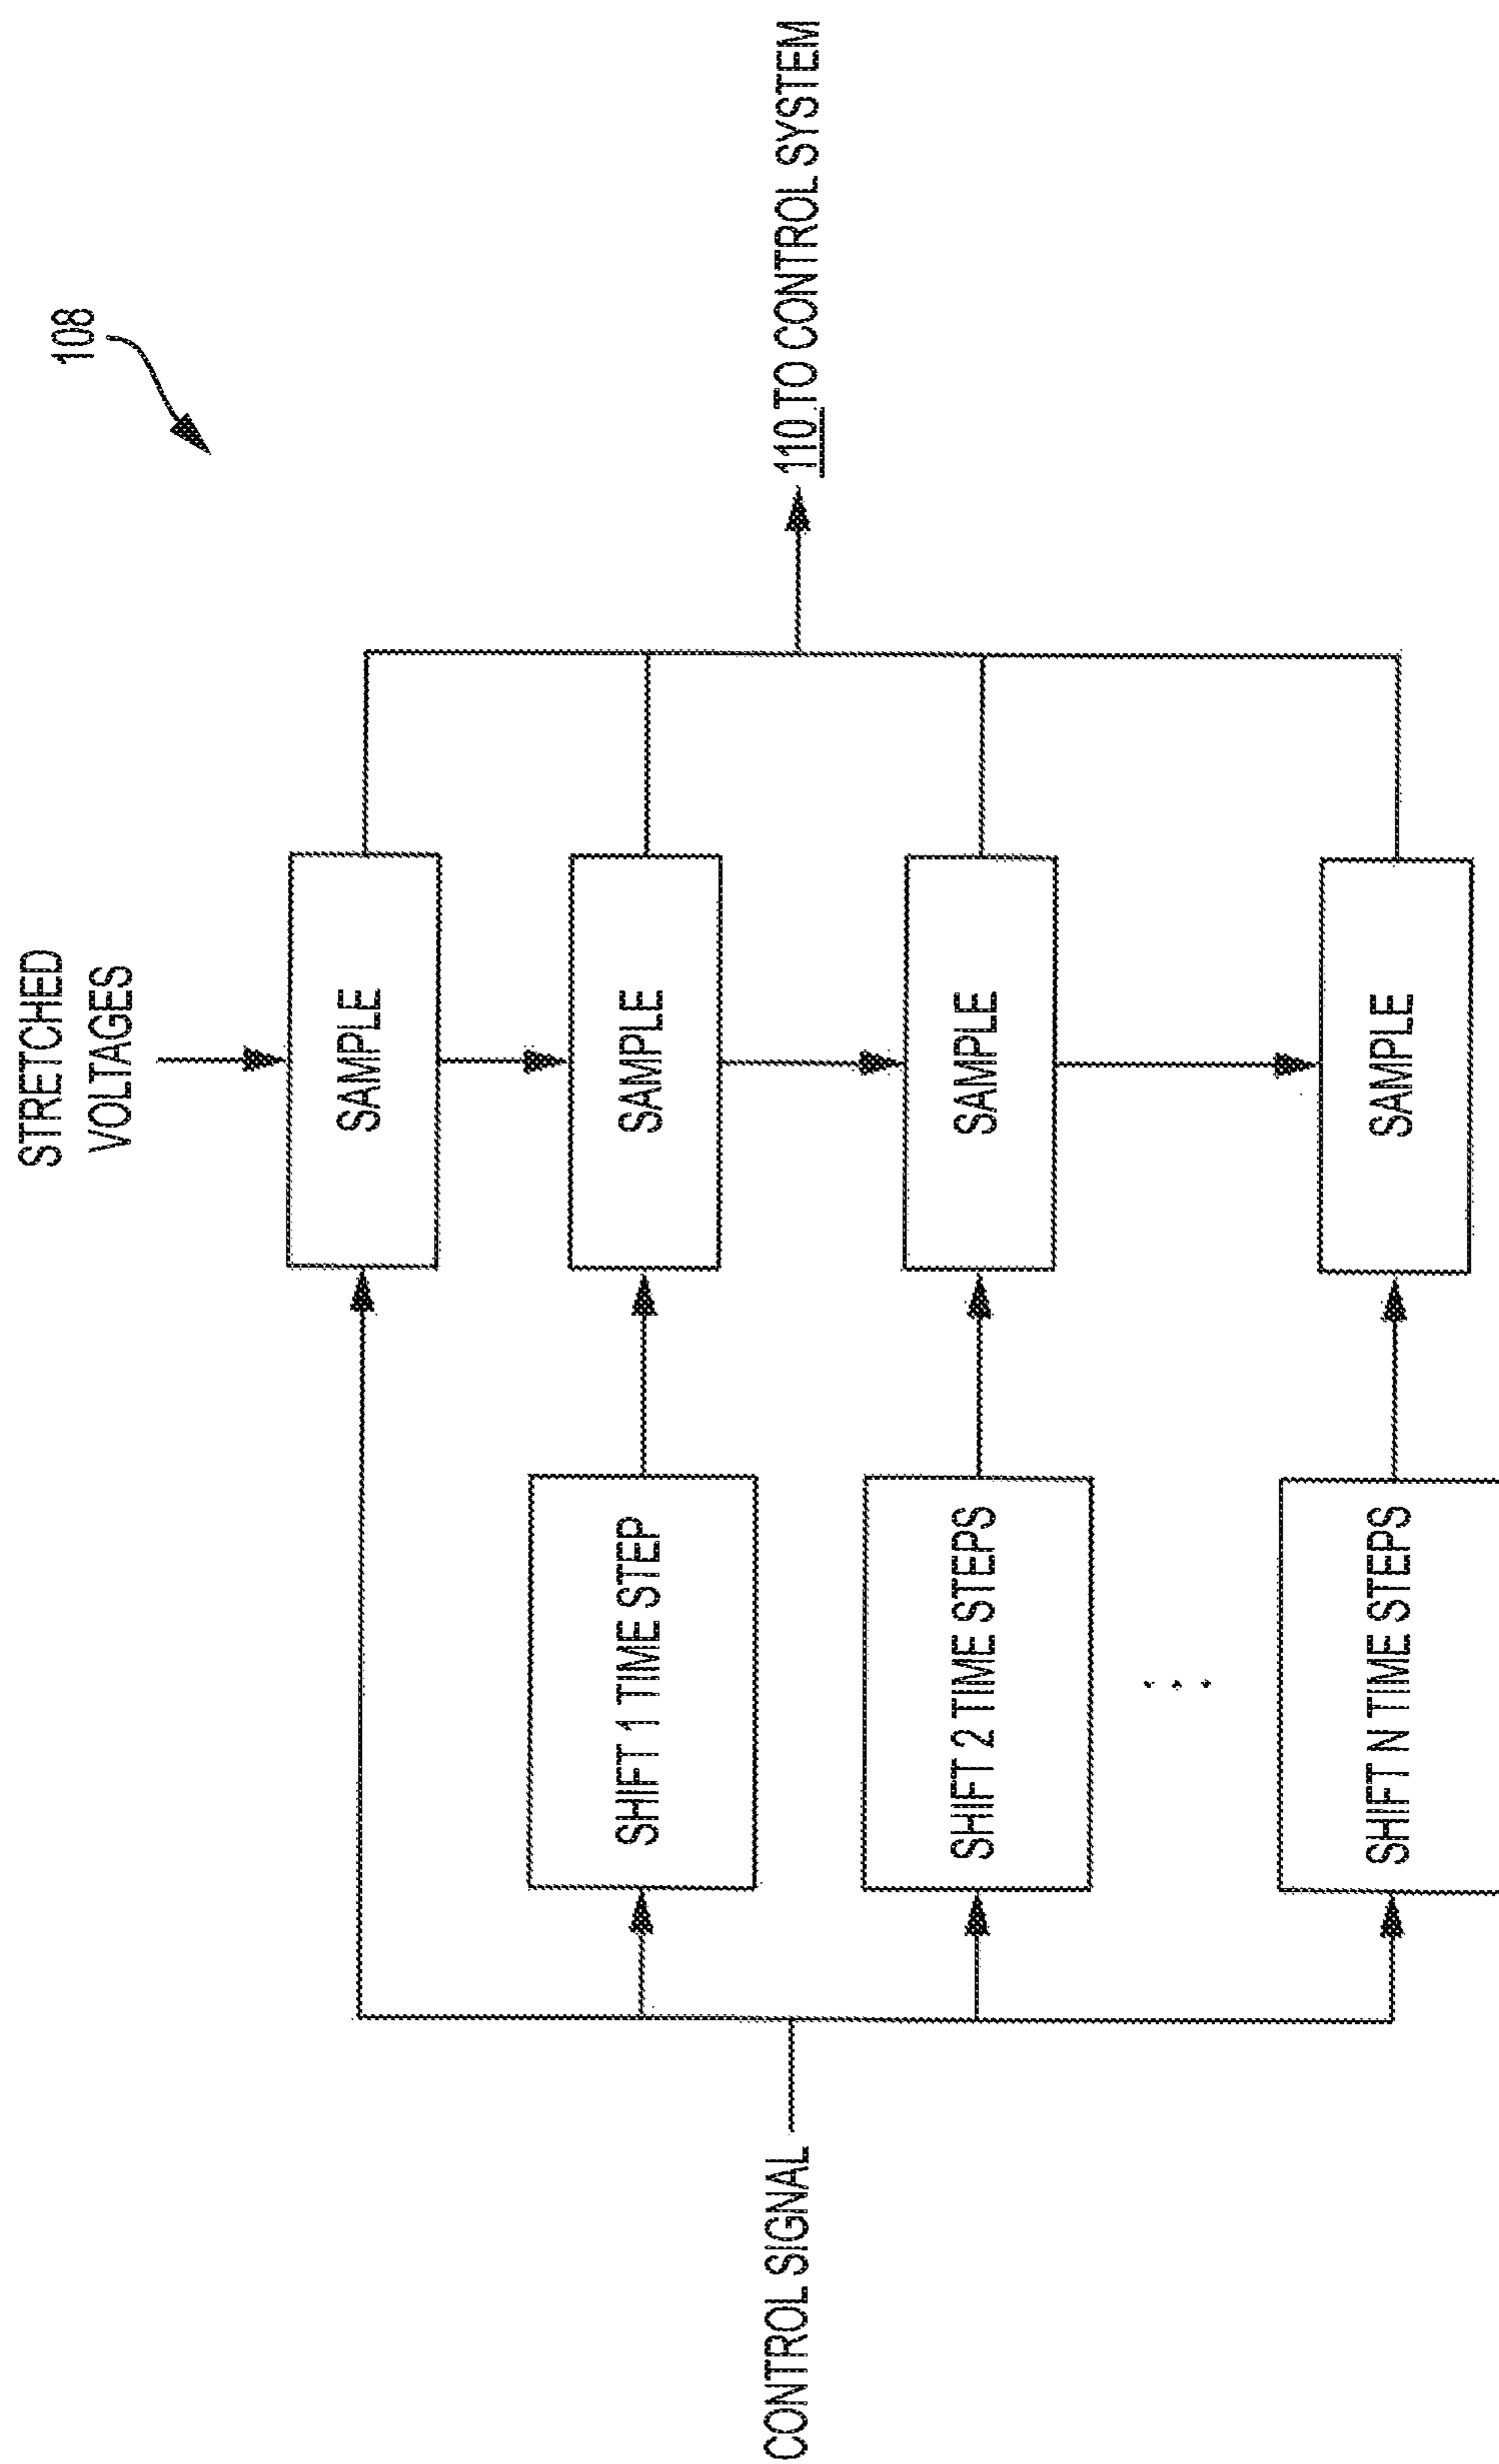 108
STRETCHED
VOLTAGES
CONTROL SIGNAL
SAMPLE
SHIFT 1 TIME STEP
SAMPLE
110 TO CONTROL SYSTEM
SHIFT 2 TIME STEPS
SAMPLE
. . .
SHIFT N TIME STEPS
SAMPLE